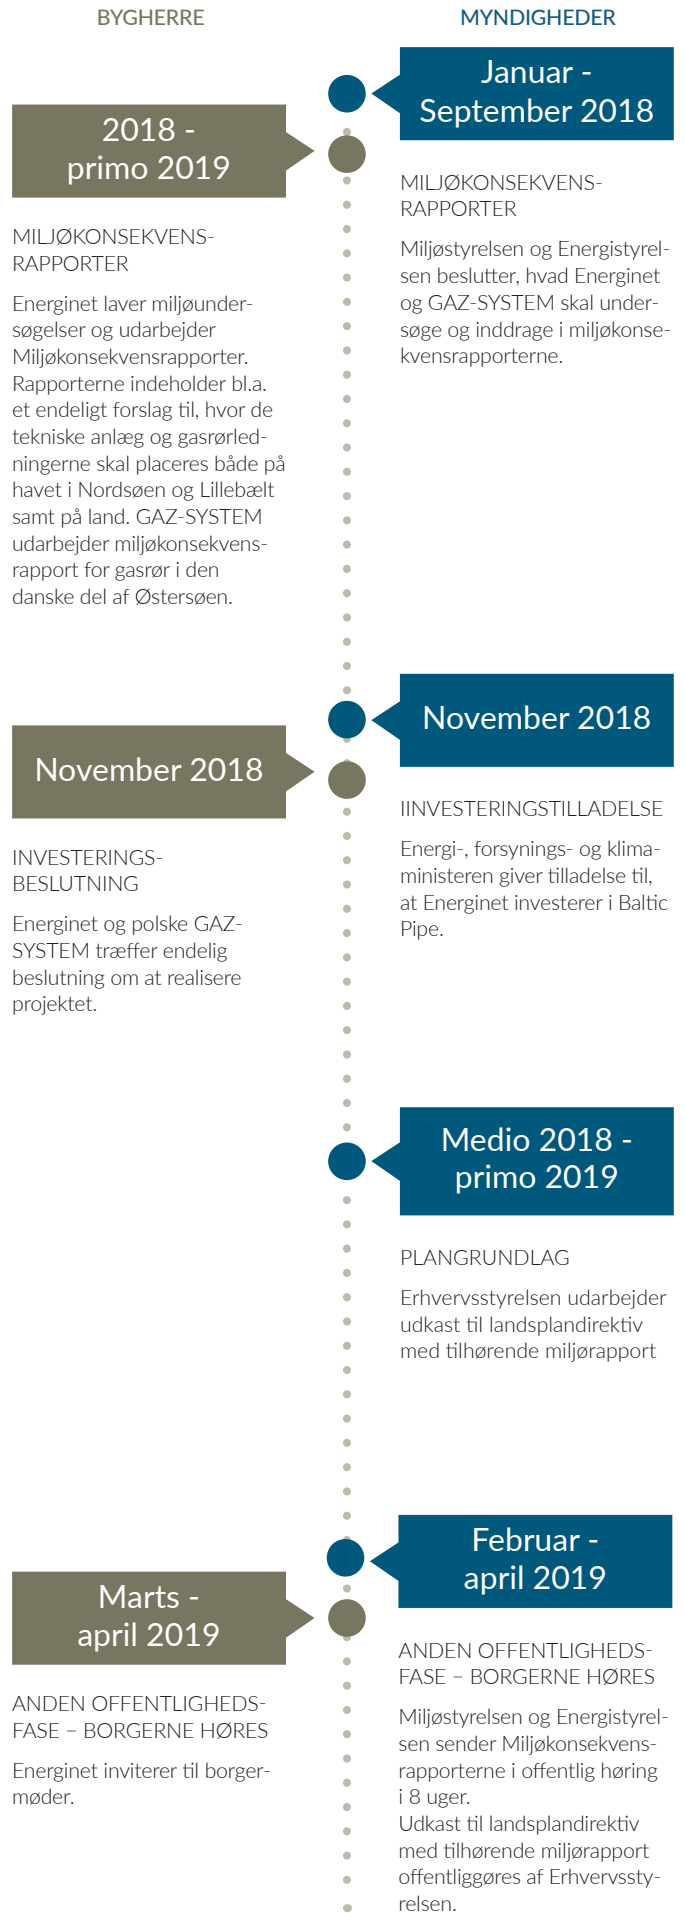 BYGHERRE
MYNDIGHEDER
Januar -
September 2018
MILJØKONSEKVENS-
RAPPORTER
Miljøstyrelsen og Energistyrel-
sen beslutter, hvad Energinet
og GAZ-SYSTEM skal under-
søge og inddrage i miljøkonse-
kvensrapporterne.
2018 -
primo 2019
MILJØKONSEKVENS-
RAPPORTER
Energinet laver miljøunder-
søgelser og udarbejder
Miljøkonsekvensrapporter.
Rapporterne indeholder bl.a.
et endeligt forslag til, hvor de
tekniske anlæg og gasrørled-
ningerne skal placeres både på
havet i Nordsøen og Lillebælt
samt på land. GAZ-SYSTEM
udarbejder miljøkonsekvens-
rapport for gasrør i den
danske del af Østersøen.
November 2018
IINVESTERINGSTILLADELSE
Energi-, forsynings- og klima-
ministeren giver tilladelse til,
at Energinet investerer i Baltic
Pipe.
November 2018
INVESTERINGS-
BESLUTNING
Energinet og polske GAZ-
SYSTEM træffer endelig
beslutning om at realisere
projektet.
Medio 2018 -
primo 2019
PLANGRUNDLAG
Erhvervsstyrelsen udarbejder
udkast til landsplandirektiv
med tilhørende miljørapport
Februar -
april 2019
ANDEN OFFENTLIGHEDS-
FASE – BORGERNE HØRES
Miljøstyrelsen og Energistyrel-
sen sender Miljøkonsekvens-
rapporterne i offentlig høring
i 8 uger.
Udkast til landsplandirektiv
med tilhørende miljørapport
offentliggøres af Erhvervssty-
relsen.
Marts -
april 2019
ANDEN OFFENTLIGHEDS-
FASE – BORGERNE HØRES
Energinet inviterer til borger-
møder.